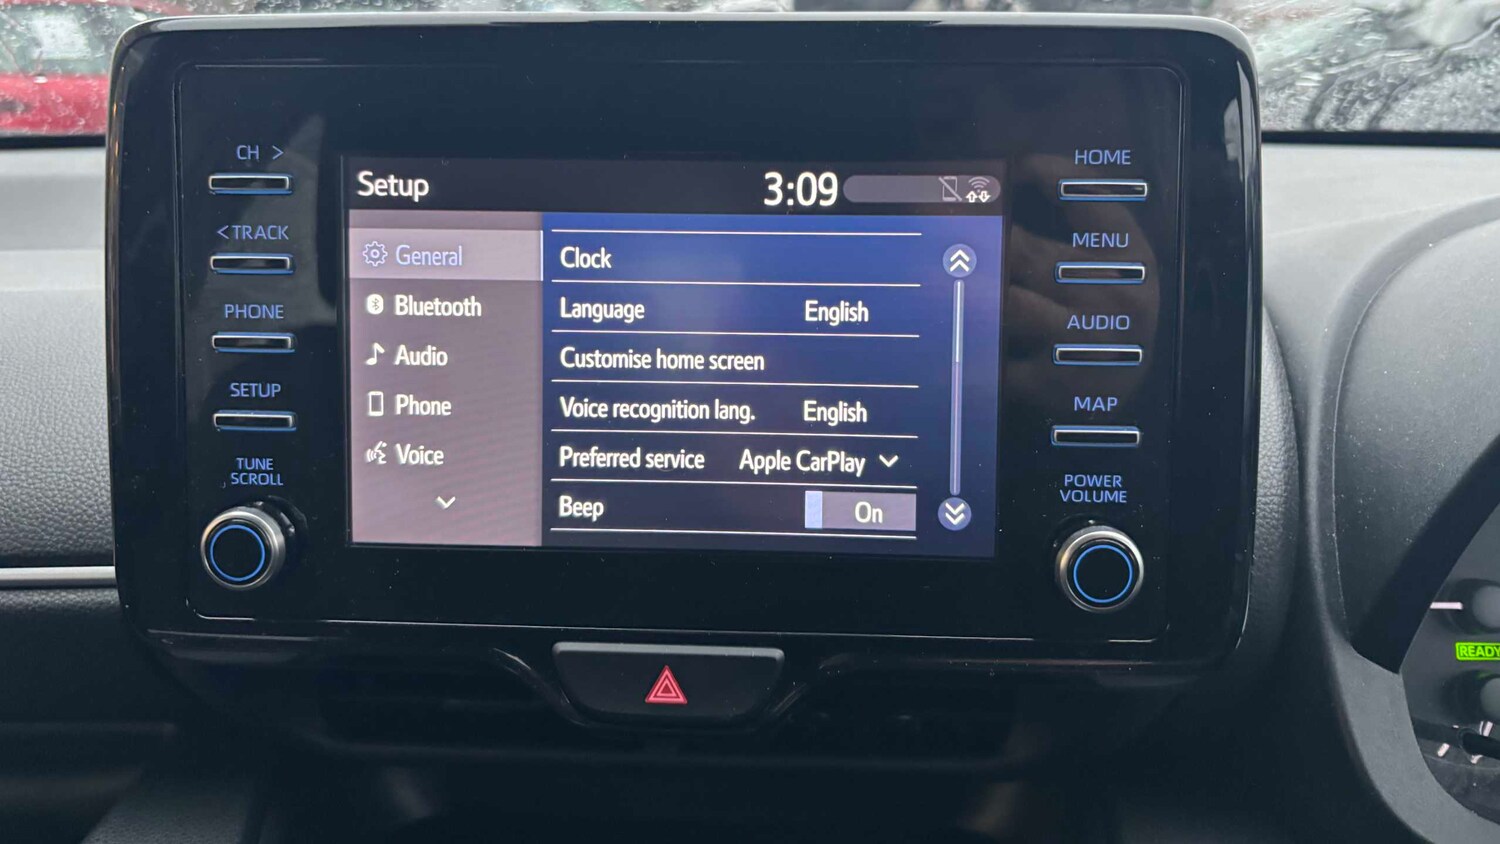 CH >
< TRACK
PHONE
SETUP
TUNE
SCROLL
Setup
3:09
General
Bluetooth
Audio
Phone
Voice
Clock
Language English
Customise home screen
Voice recognition lang. English
Preferred service Apple CarPlay
Beep On
HOME
MENU
AUDIO
MAP
POWER
VOLUME
READY